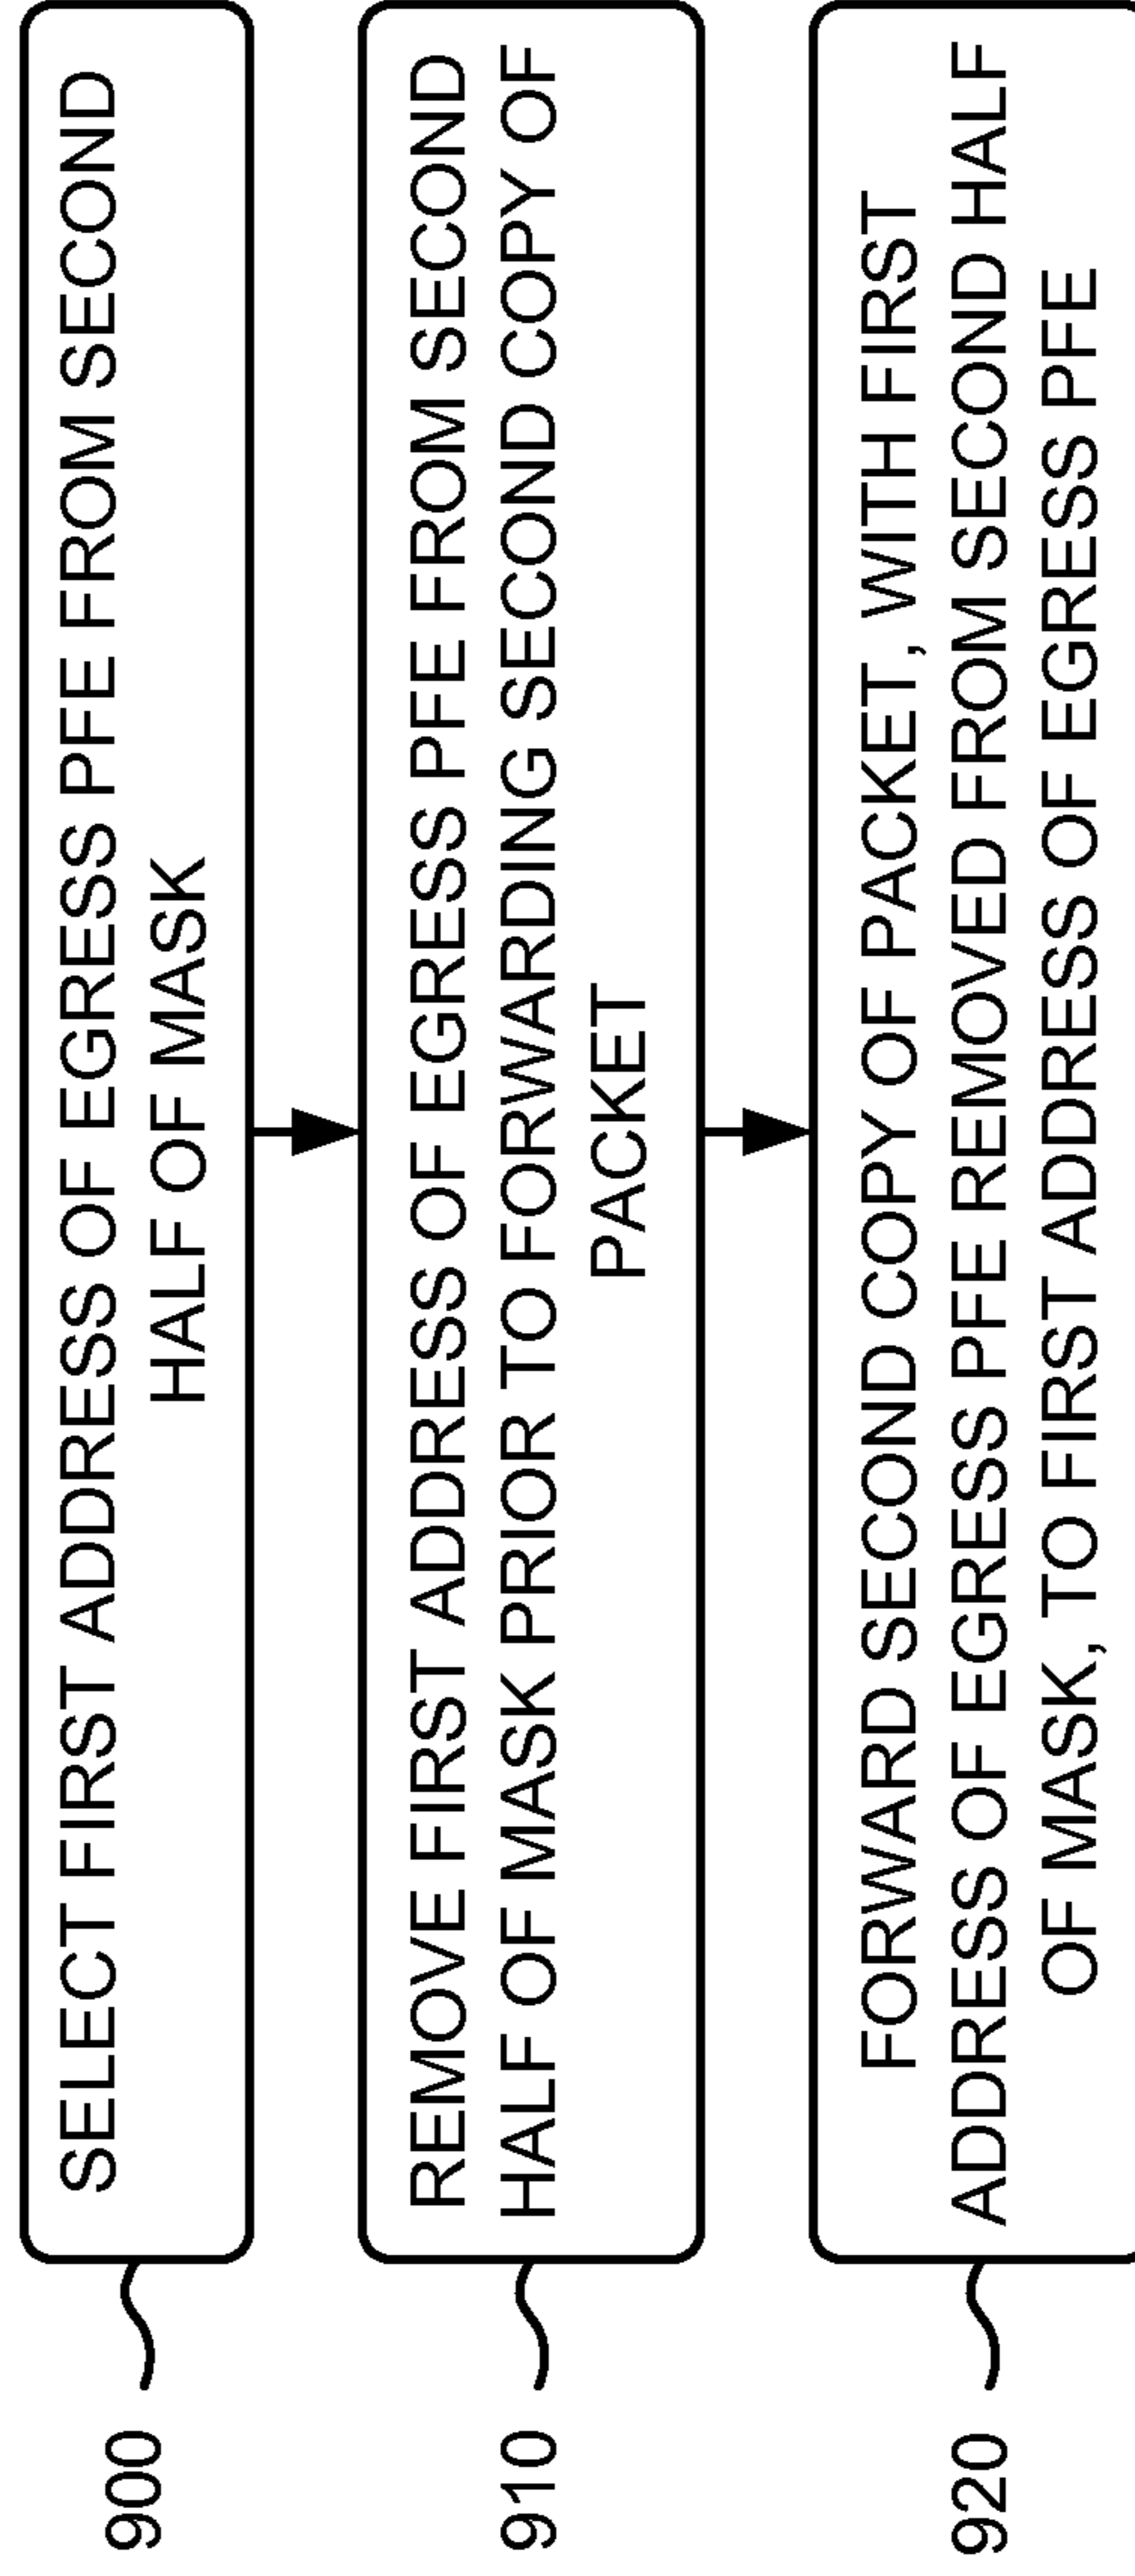 900
SELECT FIRST ADDRESS OF EGRESS PFE FROM SECOND
HALF OF MASK
910
REMOVE FIRST ADDRESS OF EGRESS PFE FROM SECOND
HALF OF MASK PRIOR TO FORWARDING SECOND COPY OF
PACKET
920
FORWARD SECOND COPY OF PACKET, WITH FIRST
ADDRESS OF EGRESS PFE REMOVED FROM SECOND HALF
OF MASK, TO FIRST ADDRESS OF EGRESS PFE